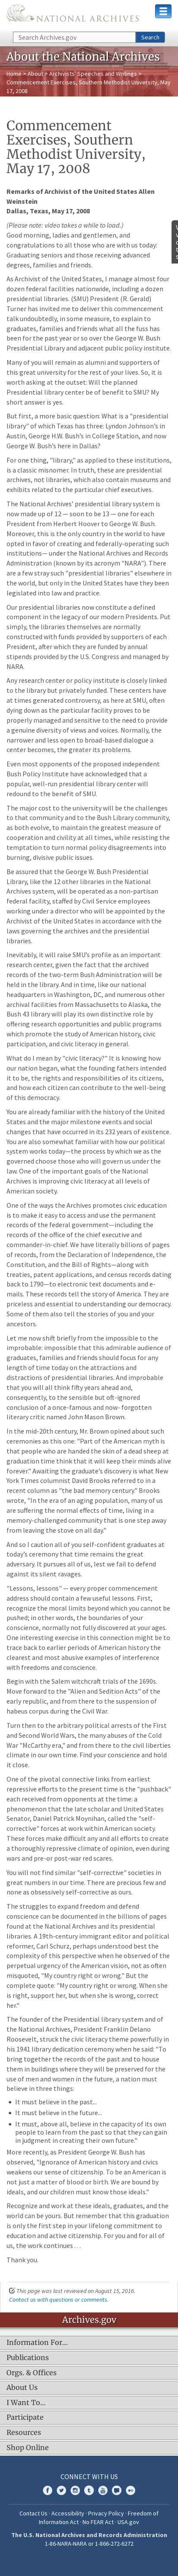 NATIONAL ARCHIVES
Search Archives.gov
Search
About the National Archives
Home > About > Archivists' Speeches and Writings >
Commencement Exercises, Southern Methodist University, May
17, 2008
Commencement
Exercises, Southern
Methodist University,
May 17, 2008
Remarks of Archivist of the United States Allen
Weinstein
Dallas, Texas, May 17, 2008
(Please note: video takes a while to load.)
Good morning, ladies and gentlemen, and above all
those of you who are with us today:
degrees, families and friends.
As Archivist of the United States, I manage almost four
dozen federal facilities nationwide, including a dozen
presidential libraries. (SMU) President (R. Gerald)
Turner has invited me to disclose what I commented to
talk undoubtedly, in some measure, to explain to
graduates, families and friends what all the fuss has
been for the past year or so over the George W. Bush
Presidential Library and adjacent public policy institute.
Many of you will remain as alumni and supporters of
this great university for the rest of your lives. So, it is
worth asking at the outset: Will the planned
Presidential library center be of benefit to SMU? My
short answer is yes.
But first, a more basic question: What is a "presidential
library" of which Texas has three: Lyndon Johnson's in
Austin, George H.W. Bush's in College Station, and now
George W. Bush's here in Dallas?
For one thing, "library," as applied to these institutions,
is a classic misnomer. In truth, these are predominantly
archives – not books – containing the records
related to the particular chief executives.
The National Archives' presidential library system is
now made up of 12 — soon to be 13 — one for each
President from Herbert Hoover to George W. Bush.
Moreover, this is the only country in the world to
favor of creating and federally-operating such
institutions— under the National Archives and Records
Administration (known by its acronym "NARA"). There
are a few stray such "presidential libraries" elsewhere in
the world, but only in the United States have they been
legislated into law and practice.
Our presidential libraries now constitute a defined
component in the legacy of our modern Presidents. Put
simply, the libraries themselves are normally
constructed with funds provided by supporters of each
President, after which they are funded by annual
stipends provided by the U.S. Congress and managed by
NARA.
Any research center or policy institute is closely linked
to the library but privately funded. These centers have
at times generated controversy, and here at SMU, often
dying down as the particular facility proves to be
properly managed and sensitive to the need to provide a
genuine diversity of views and voices. Normally,
therefore, even most broad-based dialogue as a
center becomes, the greater its problems.
Even most opponents of the proposed independent
Bush Policy Institute have acknowledged that a
popular, well-run presidential library center will
redound to the benefit of SMU.
The major cost to the university will be the challenges
to that community and to the Bush Library Community,
both of whom must sustain a greater measure of
cooperation and civility at all times, while resisting the
temptation to turn normal policy disagreements into
angry, divisive public issues.
Be assured that the George W. Bush Presidential
Library, like the 12 other libraries in the National
Archives system, will be operated as a non-partisan
federal facility, staffed by Civil Service employees
working under a director who will be appointed by the
Archivist of the United States in accordance with the
laws governing archives and the presidential
libraries.
Inevitably, it will raise SMU's profile as an important
research center, given the fact that the archived
records of the two-term Bush Administration will be
held in the library. And in time, like our national
headquarters in Washington, DC, and numerous other
archival facilities from Massachusetts to Alaska, the
Bush 43 library will play its own distinctive role by
offering research opportunities and public programs
which invite the study of American history, civic
participation, and civic literacy in general.
What do I mean by "civic literacy?" It is knowing how
our nation began, what the founding fathers intended
it to be, the rights and responsibilities of its citizens,
and how each citizen can contribute to the well-being
of this democracy.
You are already familiar with the history of the United
States and the major milestone events and social
changes that have occurred in its 232 years of existence.
You are also somewhat familiar with how our political
system works today—the process by which we as the
governed choose those who will govern us under the
law. One of the important goals of the National
Archives is improving civic literacy at all levels of
American society.
One of the ways the Archives promotes civic education
is to make it easy to access and use the permanent
records of the federal government—including the
records of the office of the chief executive and
commander-in-chief. We have literally billions of pages of
records, from the Declaration of Independence, the
Constitution, and the Bill of Rights—along with
treaties, patent applications, and census records dating
back to 1790—to electronic text documents and e-
mails. These records tell the story of America. They are
as precious as essential to understanding our democracy.
Some of them also tell the stories of you and your
ancestors.
Let me now shift briefly from the impossible to the
improbable: impossible that this admirable audience of
graduates, families and friends should focus for any
length of time today on the attractions and
distractions of presidential libraries. And improbable
that you will all think fifty years ahead and,
consequently, to the sensible but oft-ignored
conclusion of a once-famous and now- forgotten
literary critic named John Mason Brown.
In the mid-20th century, Mr. Brown opined about such
ceremonies as this one: "Part of the irony of the whole
thing is that people who are handed the skin of a dead sheep at
graduation time think that it will keep their minds alive
forever." Awaiting the graduate's discovery is what New
York Times columnist David Brooks referred to in a
recent column as "the bad memory century." Brooks
wrote, "In the era of an aging population, many of us
are suffering the normal effects of time, working in a
memory-challenged community that is one step away
from the slow erosion of all day."
And so I caution all of you self-confident graduates at
today's ceremony that time remains the great
adversary. It pursues all of us, lest we fail to defend
against its silent ravages.
"Lessons, lessons" — every proper commencement
address should contain a few useful lessons. First,
recognize the moral limits beyond which you cannot be
pushed; in other words, the boundaries of your
conscience, normally not fully discovered for many ages.
One interesting exercise in this connection might be to
trace back to earlier periods of American history the
clearest and most obsessive examples of interference
with freedoms and conscience.
Begin with the Salem witchcraft trials of the 1690s.
Move forward to the "Alien and Sedition Acts" of the
early republic, and from there to the suspension of
habeus corpus during the Civil War.
Turn then to the arbitrary political arrests of the First
and Second World Wars, then the many abuses of the Cold
War "McCarthy era," and from there to the civil liberties
climate in our own time. Find your conscience and hold
it close.
One of the pivotal connective links from earliest
repressive efforts to the present time is the "pushback"
which each age received from opponents at the time: a
phenomenon which the late scholar and United States
Senator, Daniel Patrick Moynihan, called the "self-
corrective" forces at work within American society.
These forces made difficult any and all efforts to create a
totally repressive climate of silence even during our
wars and pre-or post-war red scares.
You will not find similar "self-corrective" societies in
great numbers in our time. There are precious few and
none as obsessively self-corrective as ours.
The struggles to expand freedom and defend
conscience can be documented in the billions of pages
found at the National Archives and its presidential
libraries. A 19th-century immigrant editor and political
reformer, Carl Schurz, perhaps understood best the
complexity of this perspective when he observed of the
perpetual urgings of the American vision, not as often
misquoted, "My country right or wrong." But the
complete quote: "My country right or wrong. When
right, support her, but when she is wrong, correct
her."
The founder of the Presidential library system and of
the National Archives, President Franklin Delano
Roosevelt, struck the issue of civic literacy powerfully in
his 1941 library dedication ceremony when he said: "To
bring together the records of the past and to house
them in buildings where they will be preserved for the
use of men and women in the future, a nation must
believe in three things:
• It must believe in the past...
• It must believe in the future...
• It must, above all, believe in the capacity of its own
people to learn from the past so that they can gain
in judgment in creating their own future."
More recently, as President George W. Bush has
observed, "Ignorance of American history and civics
weakens our sense of citizenship. To be an American is
not just a matter of blood or birth. We are bound by
ideals, and our children must know those ideals."
Recognize and work at these ideals, graduates, and the
world that you enter can only improve. It comes down to
education and active citizenship. For you and for all of
us, the work continues . . .
Thank you.
This page was last reviewed on August 15, 2016.
Contact us with questions or comments.
Archives.gov
Information For…
Publications
Orgs. & Offices
About Us
I Want To…
Participate
Resources
Shop Online
CONNECT WITH US
Contact Us · Accessibility · Privacy Policy · Freedom of
Information Act · No FEAR Act · USA.gov
The U.S. National Archives and Records Administration
1-86-NARA-NARA or 1-866-272-6272